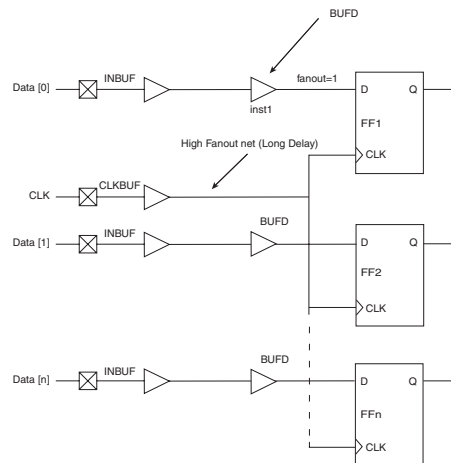 BUFD
Data [0]
INBUF
inst1
fanout=1
D
Q
FF1
CLK
High Fanout net (Long Delay)
CLK
CLKBUF
Data [1]
INBUF
BUFD
D
Q
FF2
CLK
Data [n]
INBUF
BUFD
D
Q
FFn
CLK